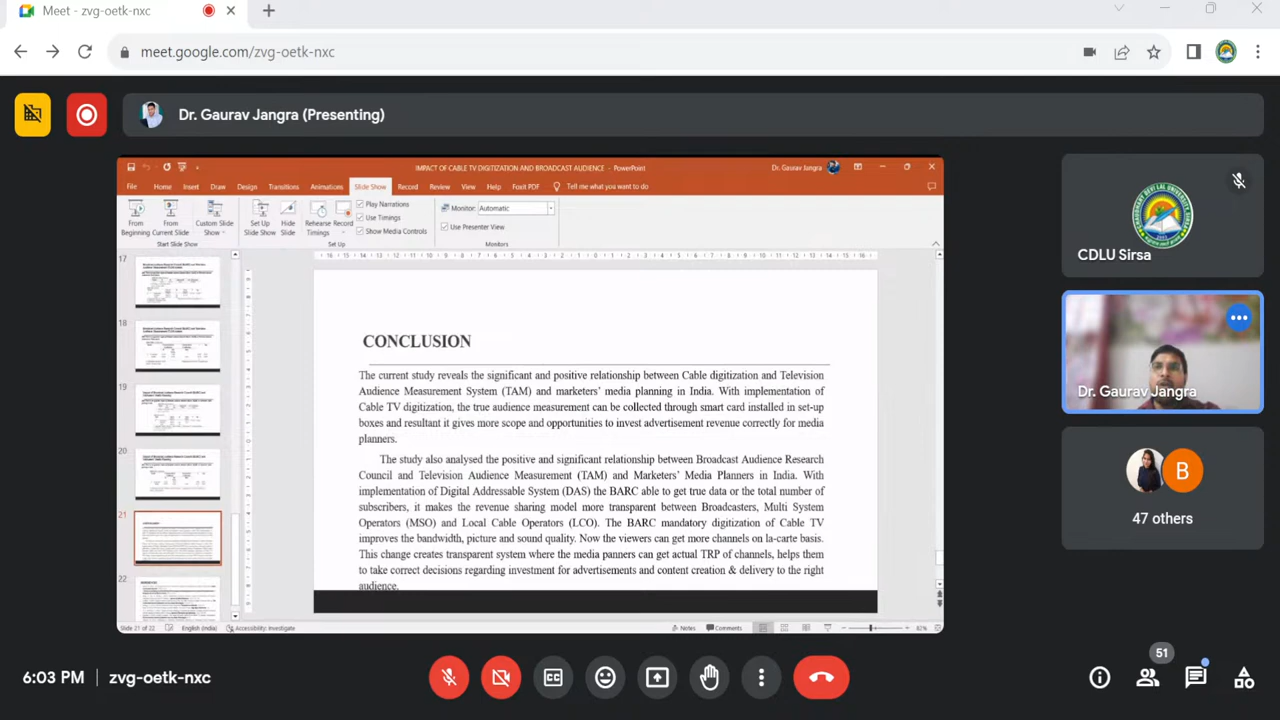 Meet - zvg-oetk-nxc
meet.google.com/zvg-oetk-nxc
Dr. Gaurav Jangra (Presenting)
IMPACT OF CABLE TV DIGITIZATION AND BROADCAST AUDIENCE - PowerPoint
Dr. Gaurav Jangra
File Home Insert Draw Design Transitions Animations Slide Show Record Review View Help Foxit PDF Tell me what you want to do
From Beginning
From Current Slide
Custom Slide Show
Set Up Slide Show
Hide Slide
Rehearse Timings
Record
Play Narrations
Use Timings
Show Media Controls
Monitor: Automatic
Use Presenter View
Start Slide Show
Set Up
Monitors
17
18
19
20
21
22
CONCLUSION
The current study reveals the significant and positive relationship between Cable digitization and Television
Audience Measurement System (TAM) and marketers' media planning in India. With implementation of
Cable TV digitization, the true audience measurement can be collected through smart card installed in set-up
boxes and resultant it gives more scope and opportunities to invest advertisement revenue correctly for media
planners.
The study also analysed the positive and significant relationship between Broadcast Audience Research
Council and Television Audience Measurement (TAM) and Marketers' Media Planners in India. With
implementation of Digital Addressable System (DAS) the BARC able to get true data or the total number of
subscribers, it makes the revenue sharing model more transparent between Broadcasters, Multi System
Operators (MSO) and Local Cable Operators (LCO). The BARC mandatory digitization of Cable TV
improves the bandwidth, picture and sound quality. Now the viewers can get more channels on la-carte basis.
This change creates transparent system where the media panners can get actual TRP of channels, helps them
to take correct decisions regarding investment for advertisements and content creation & delivery to the right
audience.
Slide 21 of 22
English (India)
Accessibility: Investigate
Notes
Comments
82%
CDLU Sirsa
Dr. Gaurav Jangra
B
47 others
6:03 PM
zvg-oetk-nxc
51